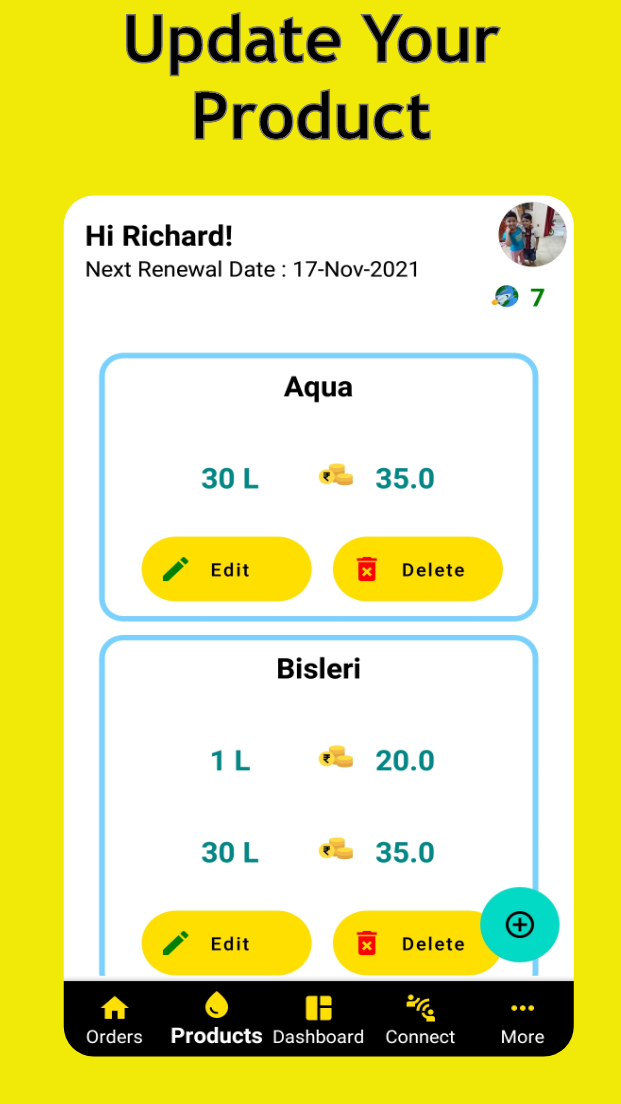 Update Your
Product
Hi Richard!
Next Renewal Date : 17-Nov-2021
7
Aqua
30 L ₹ 35.0
Edit Delete
Bisleri
1 L ₹ 20.0
30 L ₹ 35.0
Edit Delete
Orders Products Dashboard Connect More